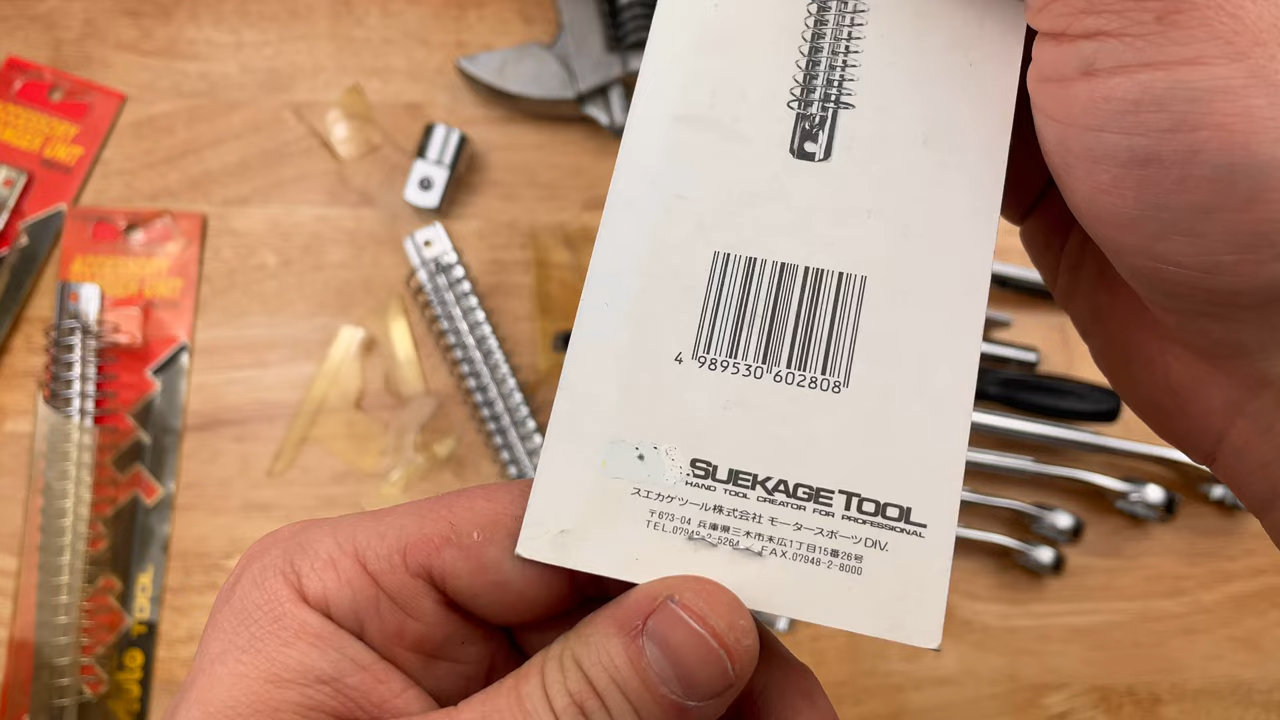 ACCESSORY
ACCESSORY
4 989530 602808
SUEKAGE TOOL
HAND TOOL CREATOR FOR PROFESSIONAL
スエカゲツール株式会社 モータースポーツDIV.
〒673-04 兵庫県三木市末広1丁目15番26号
TEL.07948-2-5264 / FAX.07948-2-8000
TOOL